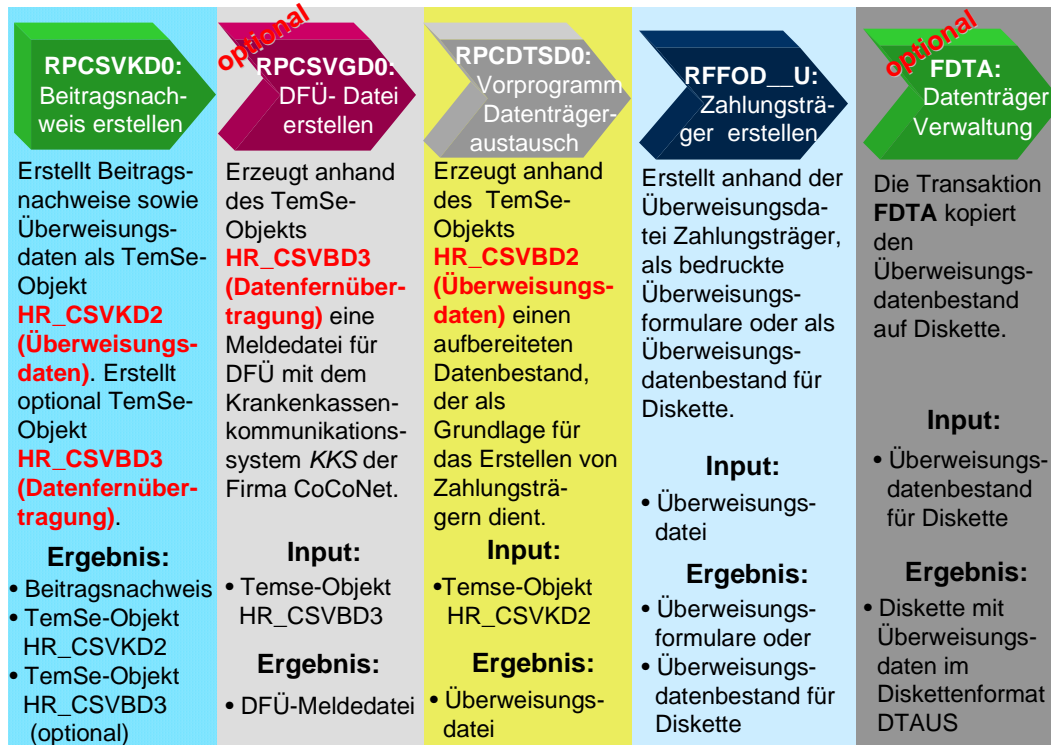 RPCSVKD0:
Beitragsnach-
weis erstellen
Erstellt Beitrags-
nachweise sowie
Überweisungs-
daten als TemSe-
Objekt
HR_CSVKD2
(Überweisungs-
daten). Erstellt
optional TemSe-
Objekt
HR_CSVBD3
(Datenfernüber-
tragung).
Ergebnis:
• Beitragsnachweis
• TemSe-Objekt
HR_CSVKD2
• TemSe-Objekt
HR_CSVBD3
(optional)
optional
RPCSVGD0:
DFÜ- Datei
erstellen
Erzeugt anhand
des TemSe-
Objekts
HR_CSVBD3
(Datenfernüber-
tragung) eine
Meldedatei für
DFÜ mit dem
Krankenkassen-
kommunikations-
system KKS der
Firma CoCoNet.
Input:
• Temse-Objekt
HR_CSVBD3
Ergebnis:
• DFÜ-Meldedatei
RPCDTSD0:
Vorprogramm
Datenträger-
austausch
Erzeugt anhand
des TemSe-
Objekts
HR_CSVBD2
(Überweisungs-
daten) einen
aufbereiteten
Datenbestand,
der als
Grundlage für
das Erstellen von
Zahlungsträ-
gern dient.
Input:
•Temse-Objekt
HR_CSVKD2
Ergebnis:
• Überweisungs-
datei
RFFOD__U:
Zahlungsträ-
ger erstellen
Erstellt anhand der
Überweisungsda-
tei Zahlungsträger,
als bedruckte
Überweisungs-
formulare oder als
Überweisungs-
datenbestand für
Diskette.
Input:
• Überweisungs-
datei
Ergebnis:
• Überweisungs-
formulare oder
• Überweisungs-
datenbestand für
Diskette
optional
FDTA:
Datenträger
Verwaltung
Die Transaktion
FDTA kopiert
den
Überweisungs-
datenbestand
auf Diskette.
Input:
• Überweisungs-
datenbestand
für Diskette
Ergebnis:
• Diskette mit
Überweisungs-
daten im
Diskettenformat
DTAUS